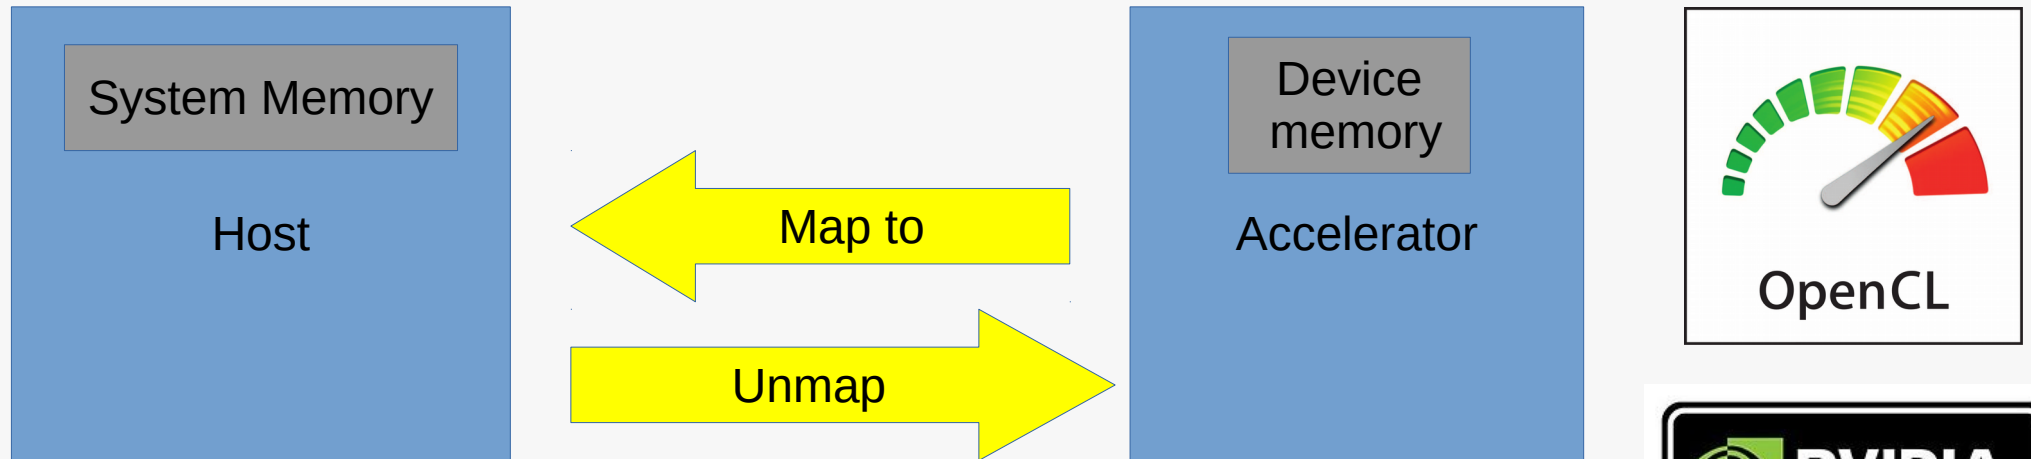 System Memory
Host
Map to
Unmap
Device
memory
Accelerator
OpenCL